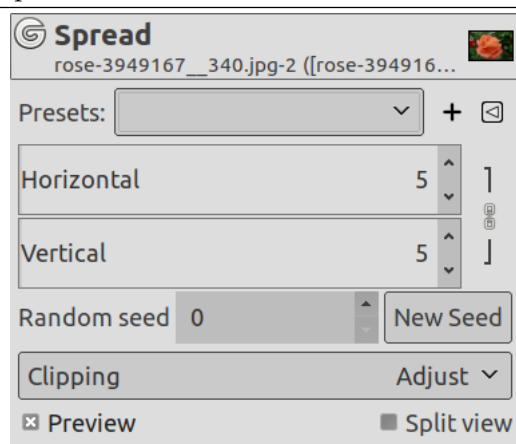 Spread
rose-3949167__340.jpg-2 ([rose-394916...
Presets:
Horizontal 5
Vertical 5
Random seed 0 New Seed
Clipping Adjust
Preview Split view